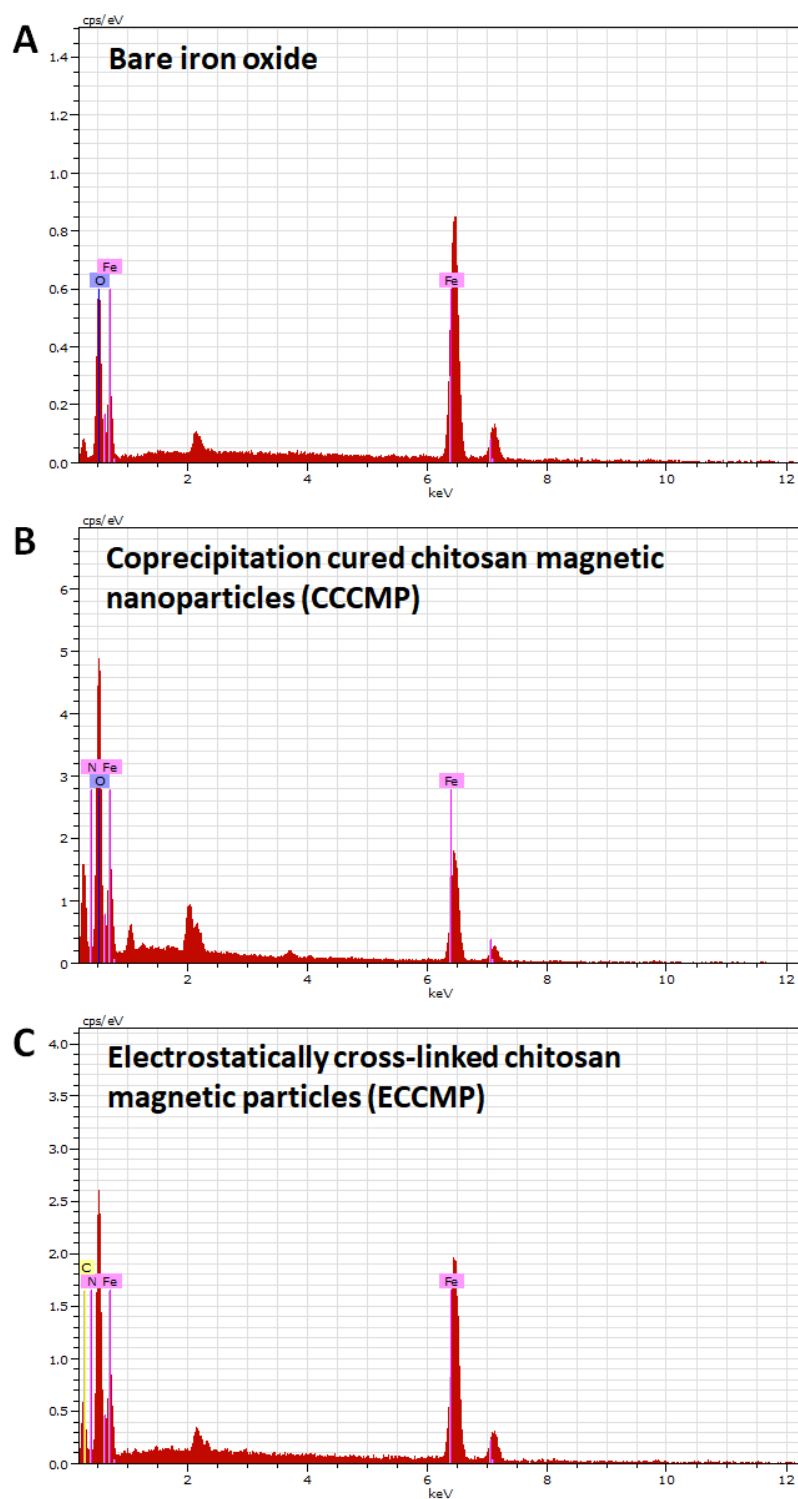 A
cps/eV
Bare iron oxide
1.4
1.2
1.0
0.8
0.6
0.4
0.2
0.0
Fe
O
Fe
2 4 6 8 10 12
keV
B
cps/eV
Coprecipitation cured chitosan magnetic
nanoparticles (CCCMP)
6
5
4
3
2
1
0
N Fe
O
Fe
2 4 6 8 10 12
keV
C
cps/eV
Electrostatically cross-linked chitosan
magnetic particles (ECCMP)
4.0
3.5
3.0
2.5
2.0
1.5
1.0
0.5
0.0
C
N Fe
Fe
2 4 6 8 10 12
keV